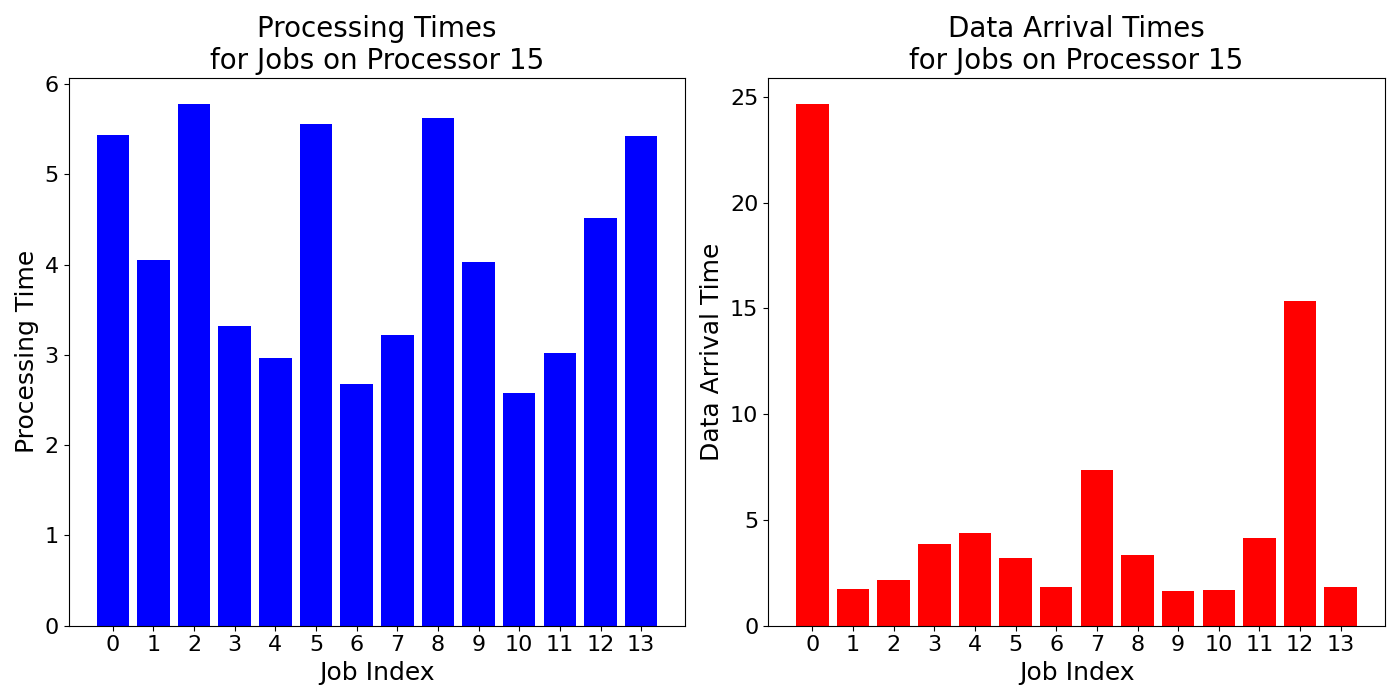 Processing Times
for Jobs on Processor 15
Processing Time
6
5
4
3
2
1
0
0 1 2 3 4 5 6 7 8 9 10 11 12 13
Job Index
Data Arrival Times
for Jobs on Processor 15
Data Arrival Time
25
20
15
10
5
0
0 1 2 3 4 5 6 7 8 9 10 11 12 13
Job Index